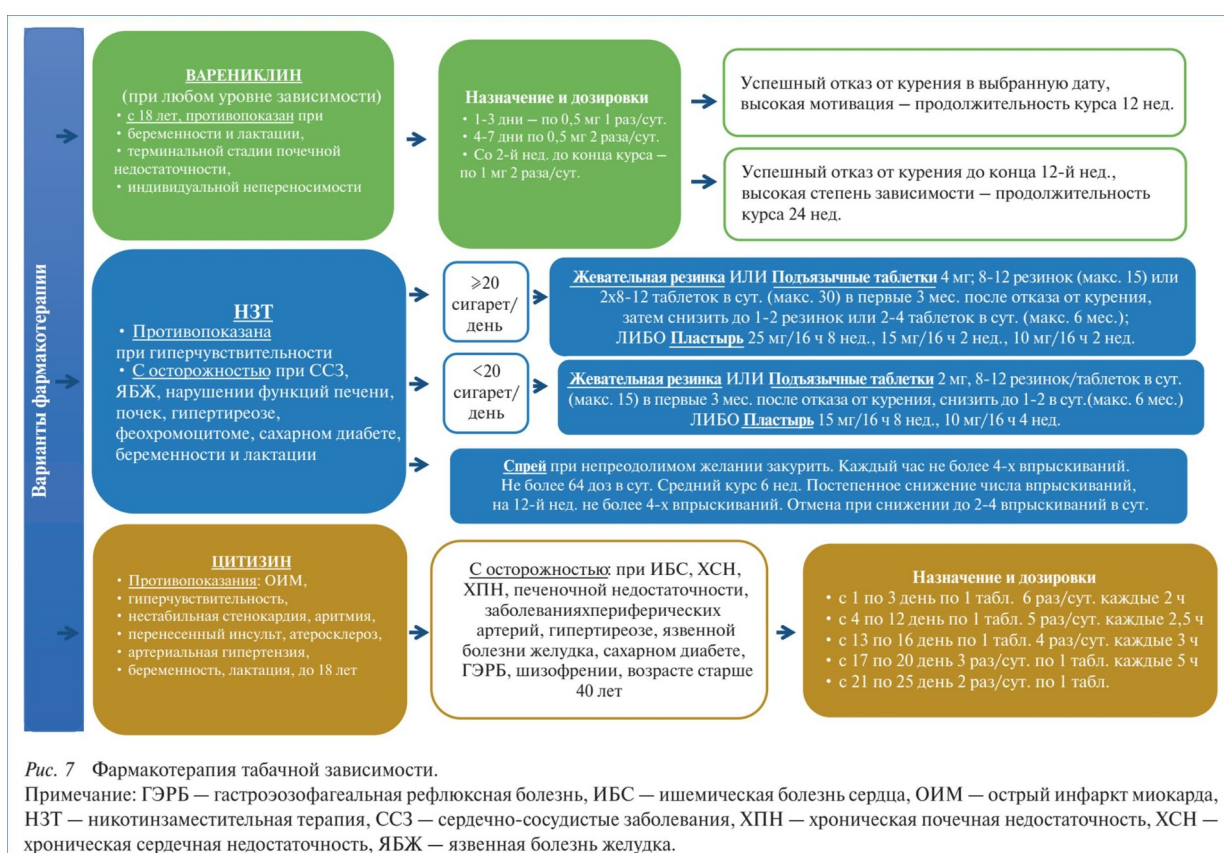 Варианты фармакотерапии
ВАРЕНИКЛИН
(при любом уровне зависимости)
• с 18 лет, противопоказан при
• беременности и лактации,
• терминальной стадии почечной
недостаточности,
• индивидуальной непереносимости
Назначение и дозировки
• 1-3 дни – по 0,5 мг 1 раз/сут.
• 4-7 дни по 0,5 мг 2 раза/сут.
• Со 2-й нед. до конца курса –
по 1 мг 2 раза/сут.
Успешный отказ от курения в выбранную дату,
высокая мотивация – продолжительность курса 12 нед.
Успешный отказ от курения до конца 12-й нед.,
высокая степень зависимости – продолжительность
курса 24 нед.
НЗТ
• Противопоказана
при гиперчувствительности
• С осторожностью при ССЗ,
ЯБЖ, нарушении функций печени,
почек, гипертиреозе,
феохромоцитоме, сахарном диабете,
беременности и лактации
⩾20
сигарет/
день
Жевательная резинка ИЛИ Подъязычные таблетки 4 мг; 8-12 резинок (макс. 15) или
2х8-12 таблеток в сут. (макс. 30) в первые 3 мес. после отказа от курения,
затем снизить до 1-2 резинок или 2-4 таблеток в сут. (макс. 6 мес.);
ЛИБО Пластырь 25 мг/16 ч 8 нед., 15 мг/16 ч 2 нед., 10 мг/16 ч 2 нед.
<20
сигарет/
день
Жевательная резинка ИЛИ Подъязычные таблетки 2 мг, 8-12 резинок/таблеток в сут.
(макс. 15) в первые 3 мес. после отказа от курения, снизить до 1-2 в сут.(макс. 6 мес.)
ЛИБО Пластырь 15 мг/16 ч 8 нед., 10 мг/16 ч 4 нед.
Спрей при непреодолимом желании закурить. Каждый час не более 4-х впрыскиваний.
Не более 64 доз в сут. Средний курс 6 нед. Постепенное снижение числа впрыскиваний,
на 12-й нед. не более 4-х впрыскиваний. Отмена при снижении до 2-4 впрыскиваний в сут.
ЦИТИЗИН
• Противопоказания: ОИМ,
• гиперчувствительность,
• нестабильная стенокардия, аритмия,
• перенесенный инсульт, атеросклероз,
• артериальная гипертензия,
• беременность, лактация, до 18 лет
С осторожностью: при ИБС, ХСН,
ХПН, печеночной недостаточности,
заболеванияхпериферических
артерий, гипертиреозе, язвенной
болезни желудка, сахарном диабете,
ГЭРБ, шизофрении, возрасте старше
40 лет
Назначение и дозировки
• с 1 по 3 день по 1 табл. 6 раз/сут. каждые 2 ч
• с 4 по 12 день по 1 табл. 5 раз/сут. каждые 2,5 ч
• с 13 по 16 день по 1 табл. 4 раз/сут. каждые 3 ч
• с 17 по 20 день 3 раз/сут. по 1 табл. каждые 5 ч
• с 21 по 25 день 2 раз/сут. по 1 табл.
Рис. 7 Фармакотерапия табачной зависимости.
Примечание: ГЭРБ — гастроэозофагеальная рефлюксная болезнь, ИБС — ишемическая болезнь сердца, ОИМ — острый инфаркт миокарда,
НЗТ — никотинзаместительная терапия, ССЗ — сердечно-сосудистые заболевания, ХПН — хроническая почечная недостаточность, ХСН —
хроническая сердечная недостаточность, ЯБЖ — язвенная болезнь желудка.